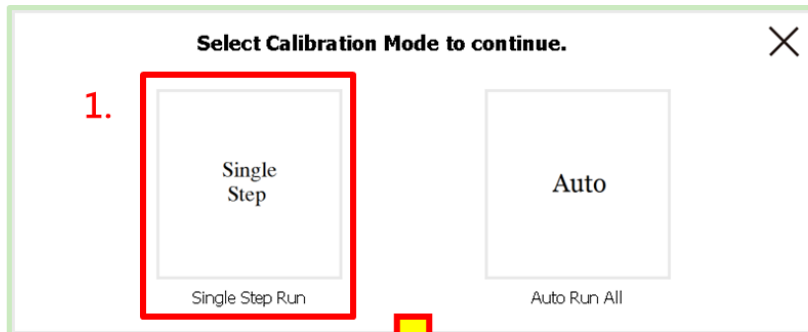 Select Calibration Mode to continue.
1.
Single
Step
Auto
Single Step Run
Auto Run All